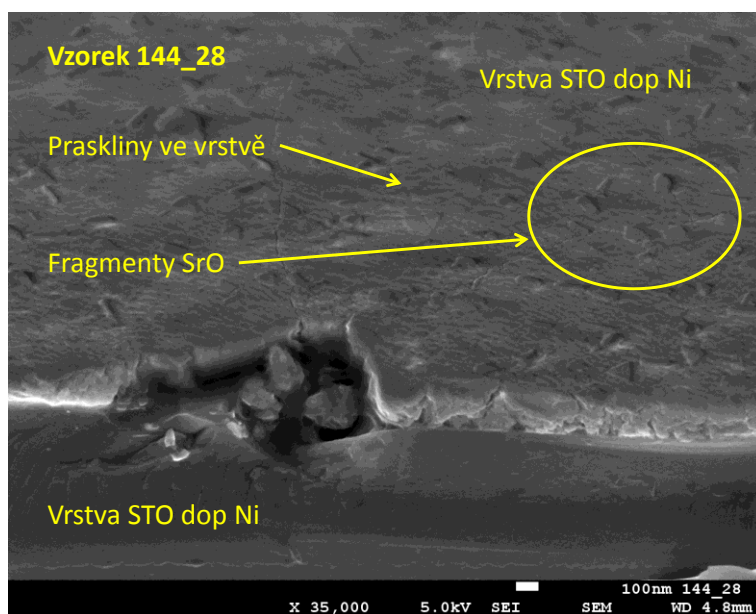 Vzorek 144_28
Vrstva STO dop Ni
Praskliny ve vrstvě
Fragmenty SrO
Vrstva STO dop Ni
100nm 144_28
X 35,000 5.0kV SEI SEM WD 4.8mm